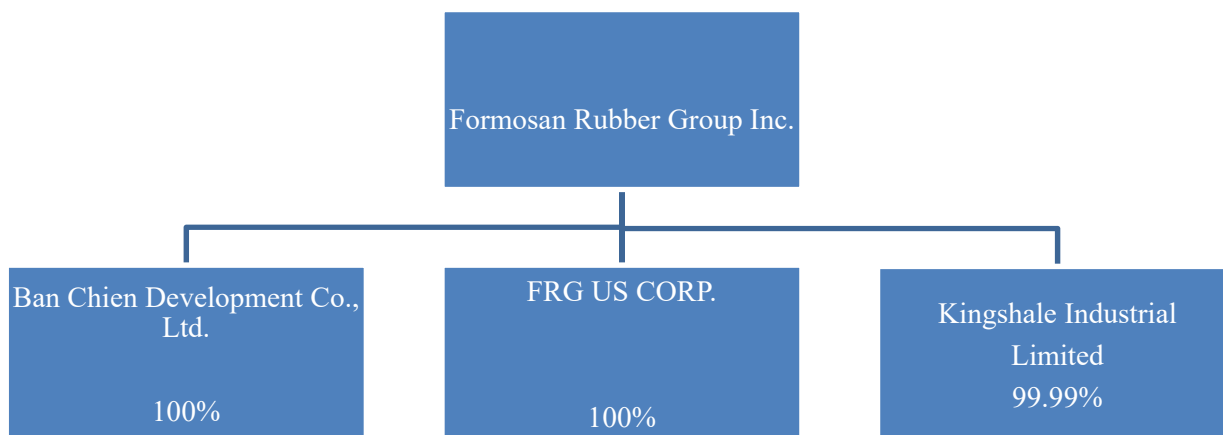 Formosan Rubber Group Inc.
Ban Chien Development Co.,
Ltd.
100%
FRG US CORP.
100%
Kingshale Industrial
Limited
99.99%